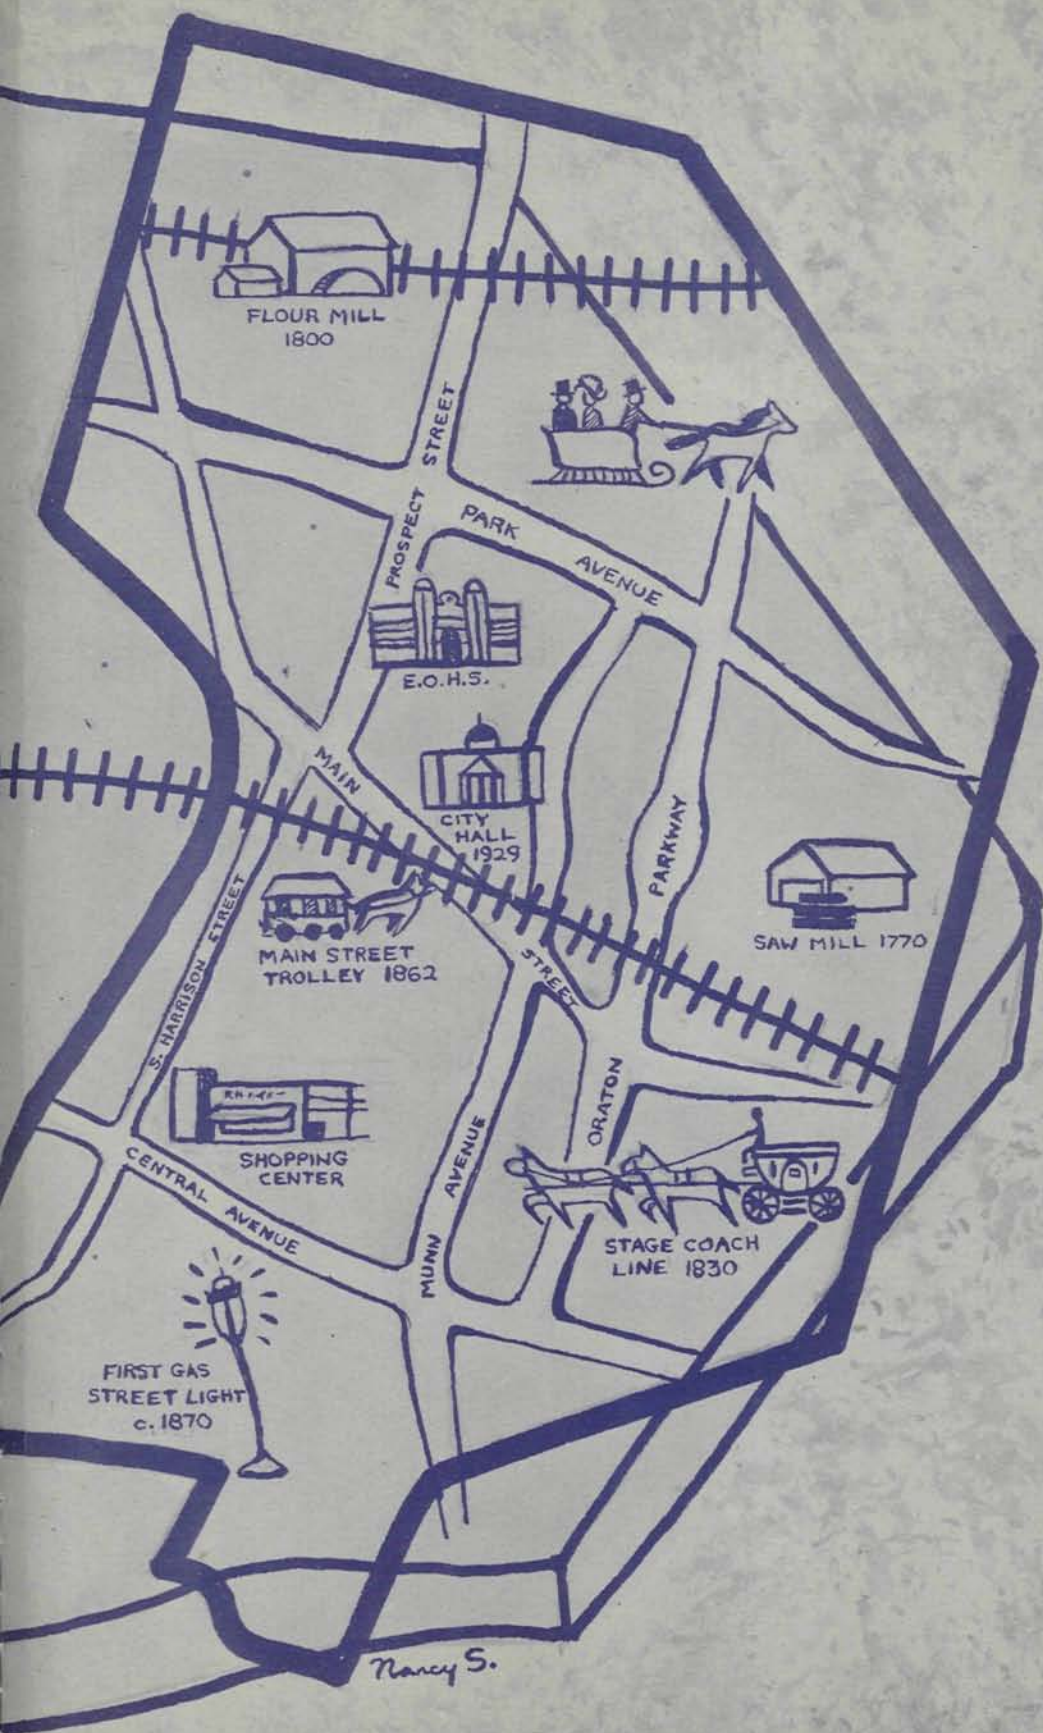 FLOUR MILL
1800
PROSPECT STREET
PARK AVENUE
E.O.H.S.
MAIN STREET
CITY
HALL
1929
PARKWAY
SAW MILL 1770
MAIN STREET
TROLLEY 1862
S. HARRISON STREET
ORATON
SHOPPING
CENTER
CENTRAL AVENUE
MUNN AVENUE
STAGE COACH
LINE 1830
FIRST GAS
STREET LIGHT
c. 1870
Nancy S.